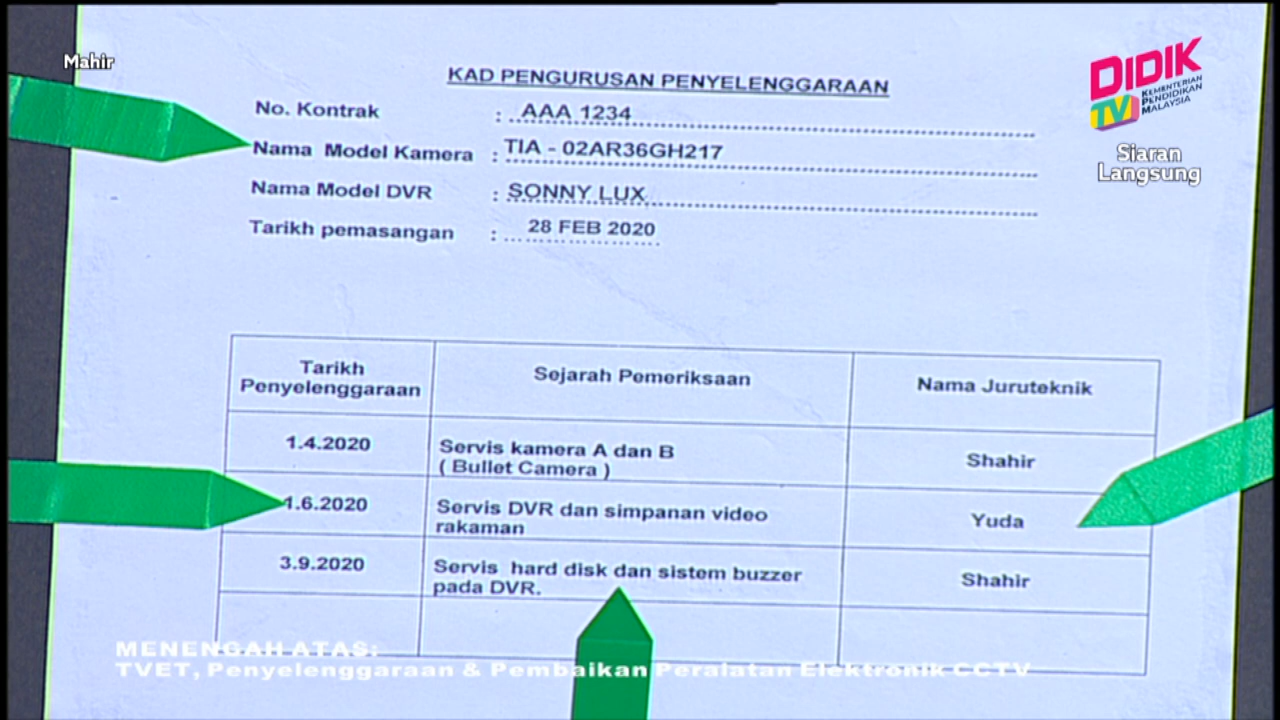 Mahir
DIDIK
TV
KEMENTERIAN
PENDIDIKAN
MALAYSIA
Siaran
Langsung
KAD PENGURUSAN PENYELENGGARAAN
No. Kontrak : AAA 1234
Nama Model Kamera : TIA - 02AR36GH217
Nama Model DVR : SONNY LUX
Tarikh pemasangan : 28 FEB 2020
Tarikh
Penyelenggaraan
Sejarah Pemeriksaan
Nama Juruteknik
1.4.2020
Servis kamera A dan B
( Bullet Camera )
Shahir
1.6.2020
Servis DVR dan simpanan video
rakaman
Yuda
3.9.2020
Servis hard disk dan sistem buzzer
pada DVR.
Shahir
MENENGAH ATAS:
TVET, Penyelenggaraan & Pembaikan Peralatan Elektronik CCTV